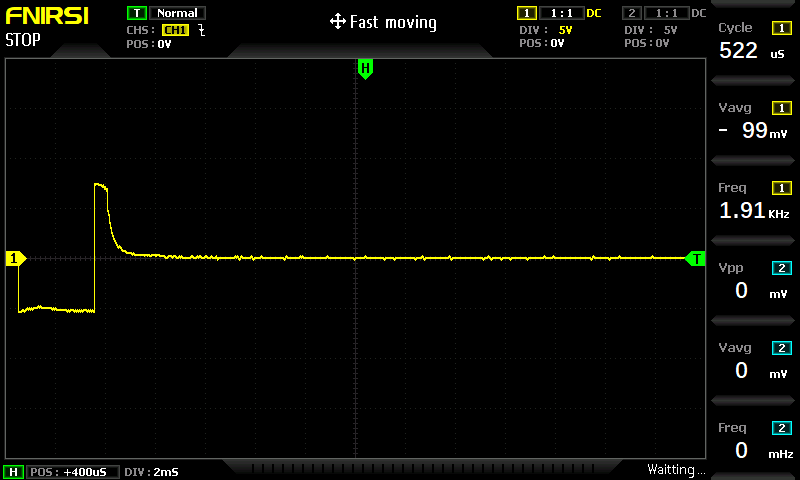 FNIRSI
STOP
T Normal
CHS: CH1
POS: 0V
Fast moving
1 1:1 DC
DIV: 5V
POS: 0V
2 1:1 DC
DIV: 5V
POS: 0V
H
1
T
Cycle 1
522 uS
Vavg 1
- 99 mV
Freq 1
1.91 KHz
Vpp 2
0 mV
Vavg 2
0 mV
Freq 2
0 mHz
H POS: +400uS DIV: 2mS
Waitting...